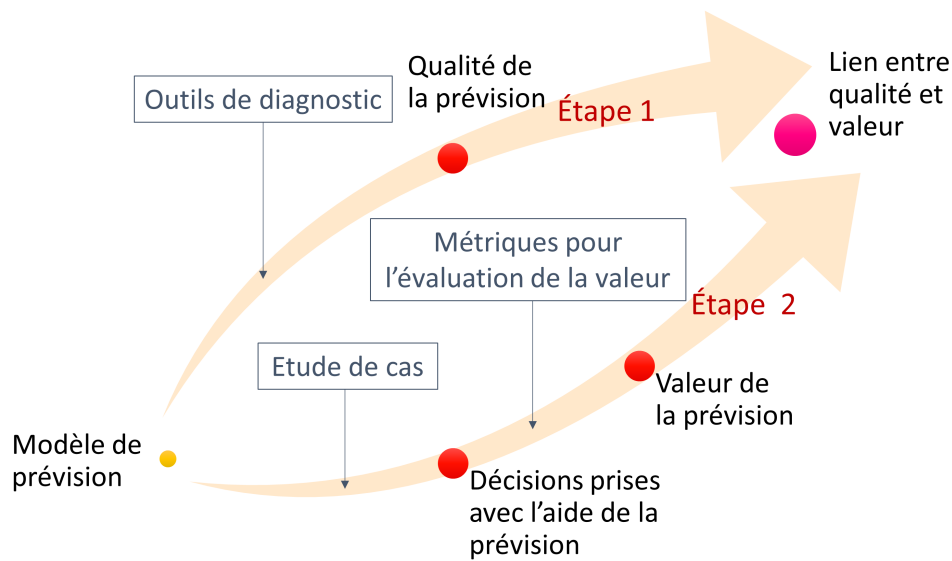 Qualité de
la prévision
Lien entre
qualité et
valeur
Outils de diagnostic
Étape 1
Métriques pour
l’évaluation de la valeur
Étape  2
Etude de cas
Valeur de
la prévision
Modèle de
prévision
Décisions prises
avec l’aide de la
prévision